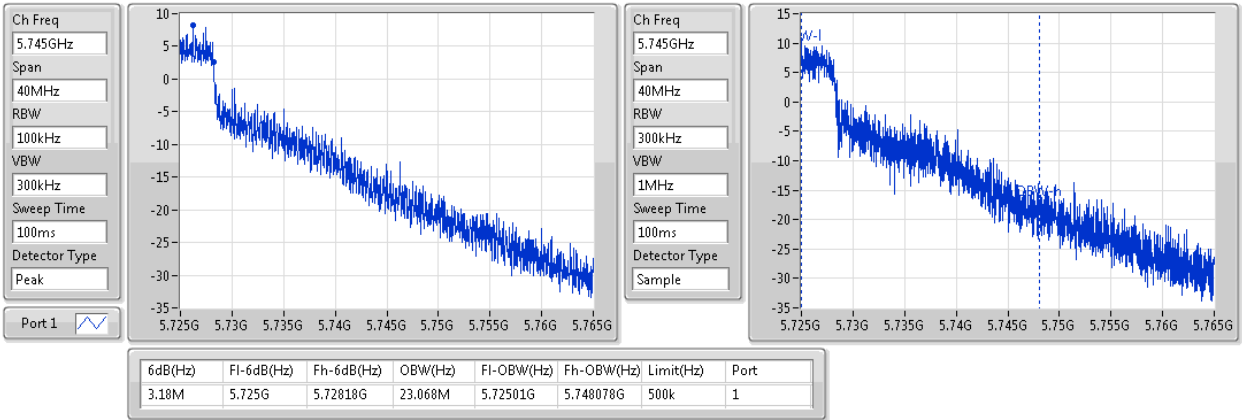 Ch Freq
5.745GHz
Span
40MHz
RBW
100kHz
VBW
300kHz
Sweep Time
100ms
Detector Type
Peak
Port 1
10
5
0
-5
-10
-15
-20
-25
-30
-35
5.725G 5.73G 5.735G 5.74G 5.745G 5.75G 5.755G 5.76G 5.765G
Ch Freq
5.745GHz
Span
40MHz
RBW
300kHz
VBW
1MHz
Sweep Time
100ms
Detector Type
Sample
15
10
5
0
-5
-10
-15
-20
-25
-30
-35
W-l
OBW-h
5.725G 5.73G 5.735G 5.74G 5.745G 5.75G 5.755G 5.76G 5.765G
6dB(Hz) Fl-6dB(Hz) Fh-6dB(Hz) OBW(Hz) Fl-OBW(Hz) Fh-OBW(Hz) Limit(Hz) Port
3.18M 5.725G 5.72818G 23.068M 5.72501G 5.748078G 500k 1